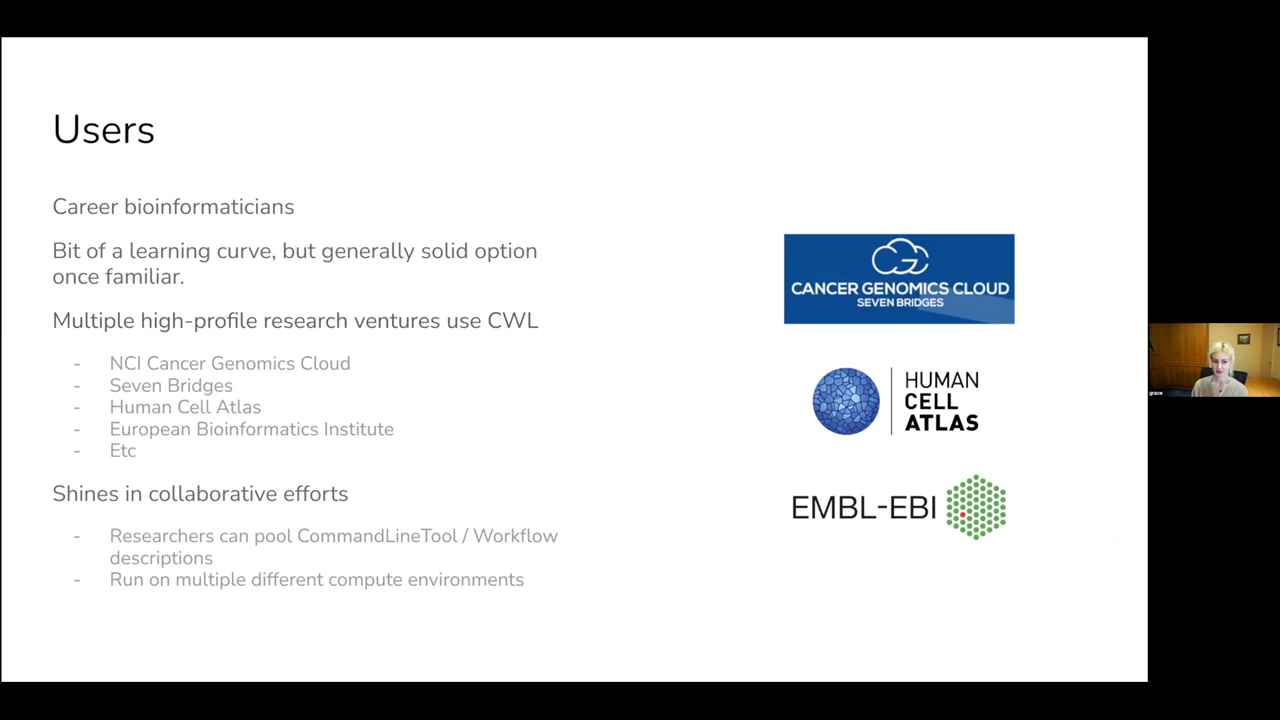 Users
Career bioinformaticians
Bit of a learning curve, but generally solid option
once familiar.
Multiple high-profile research ventures use CWL
- NCI Cancer Genomics Cloud
- Seven Bridges
- Human Cell Atlas
- European Bioinformatics Institute
- Etc
Shines in collaborative efforts
- Researchers can pool CommandLineTool / Workflow
descriptions
- Run on multiple different compute environments
CANCER GENOMICS CLOUD
SEVEN BRIDGES
HUMAN
CELL
ATLAS
EMBL-EBI
grace